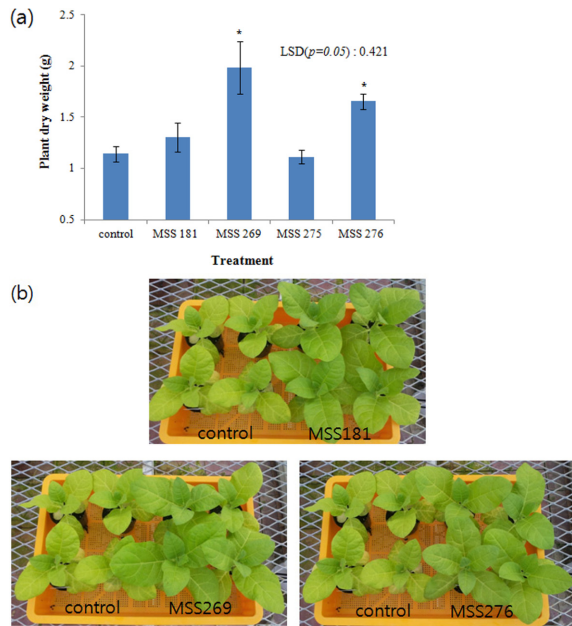 (a)
Plant dry weight (g)
2.5
2
1.5
1
0.5
*
*
LSD(p=0.05) : 0.421
control MSS 181 MSS 269 MSS 275 MSS 276
Treatment
(b)
control MSS181
control MSS269
control MSS276